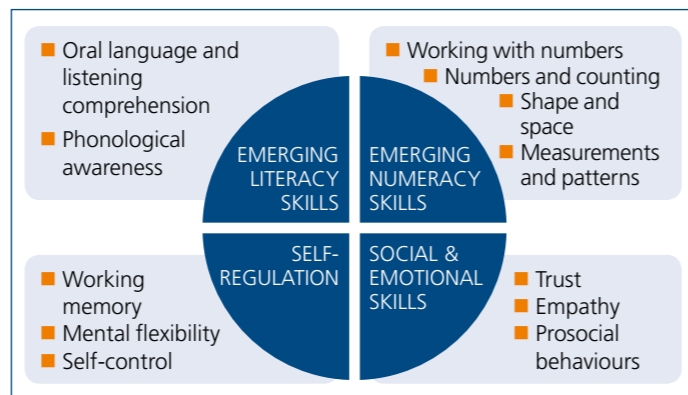 Oral language and
listening
comprehension
Phonological
awareness
EMERGING
LITERACY
SKILLS
Working with numbers
Numbers and counting
Shape and
space
Measurements
and patterns
EMERGING
NUMERACY
SKILLS
Working
memory
Mental flexibility
Self-control
SELF-
REGULATION
SOCIAL &
EMOTIONAL
SKILLS
Trust
Empathy
Prosocial
behaviours